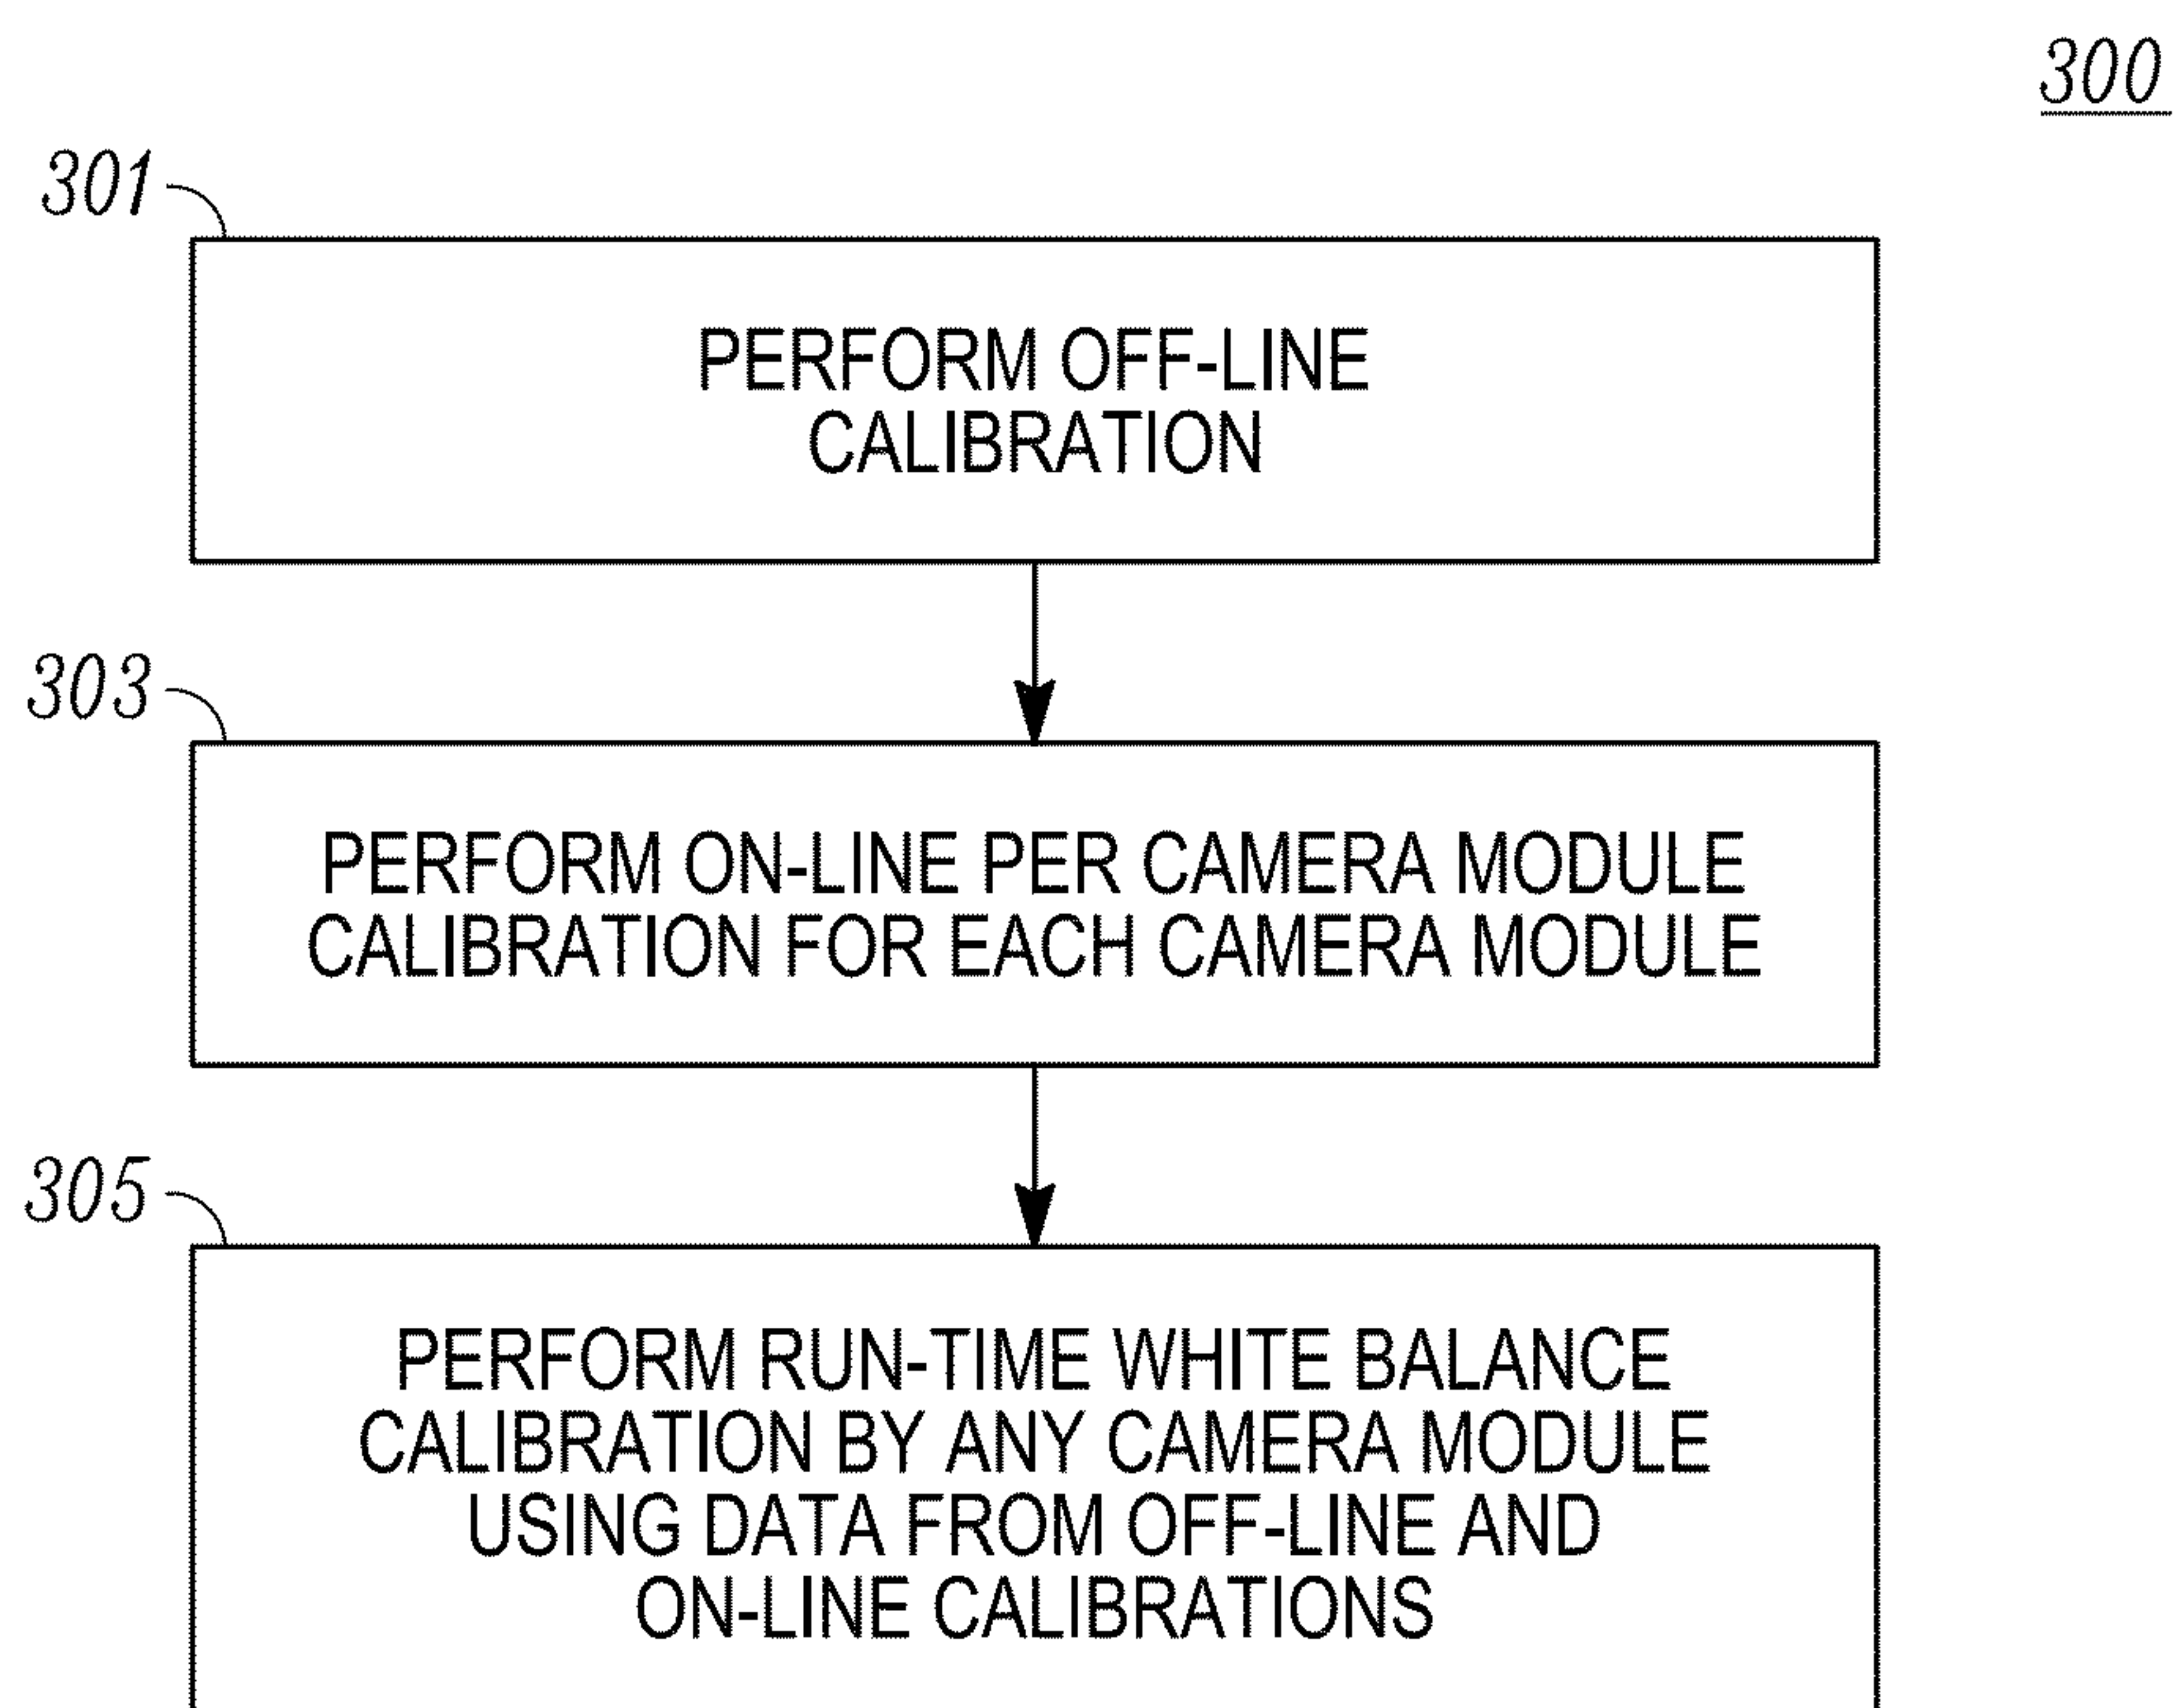 300
301
PERFORM OFF-LINE
CALIBRATION
303
PERFORM ON-LINE PER CAMERA MODULE
CALIBRATION FOR EACH CAMERA MODULE
305
PERFORM RUN-TIME WHITE BALANCE
CALIBRATION BY ANY CAMERA MODULE
USING DATA FROM OFF-LINE AND
ON-LINE CALIBRATIONS